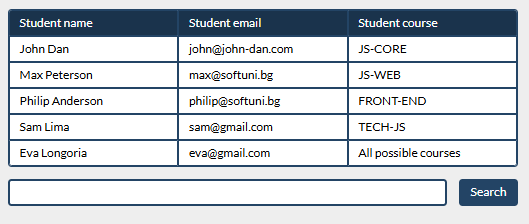 Student name Student email Student course
John Dan john@john-dan.com JS-CORE
Max Peterson max@softuni.bg JS-WEB
Philip Anderson philip@softuni.bg FRONT-END
Sam Lima sam@gmail.com TECH-JS
Eva Longoria eva@gmail.com All possible courses
Search